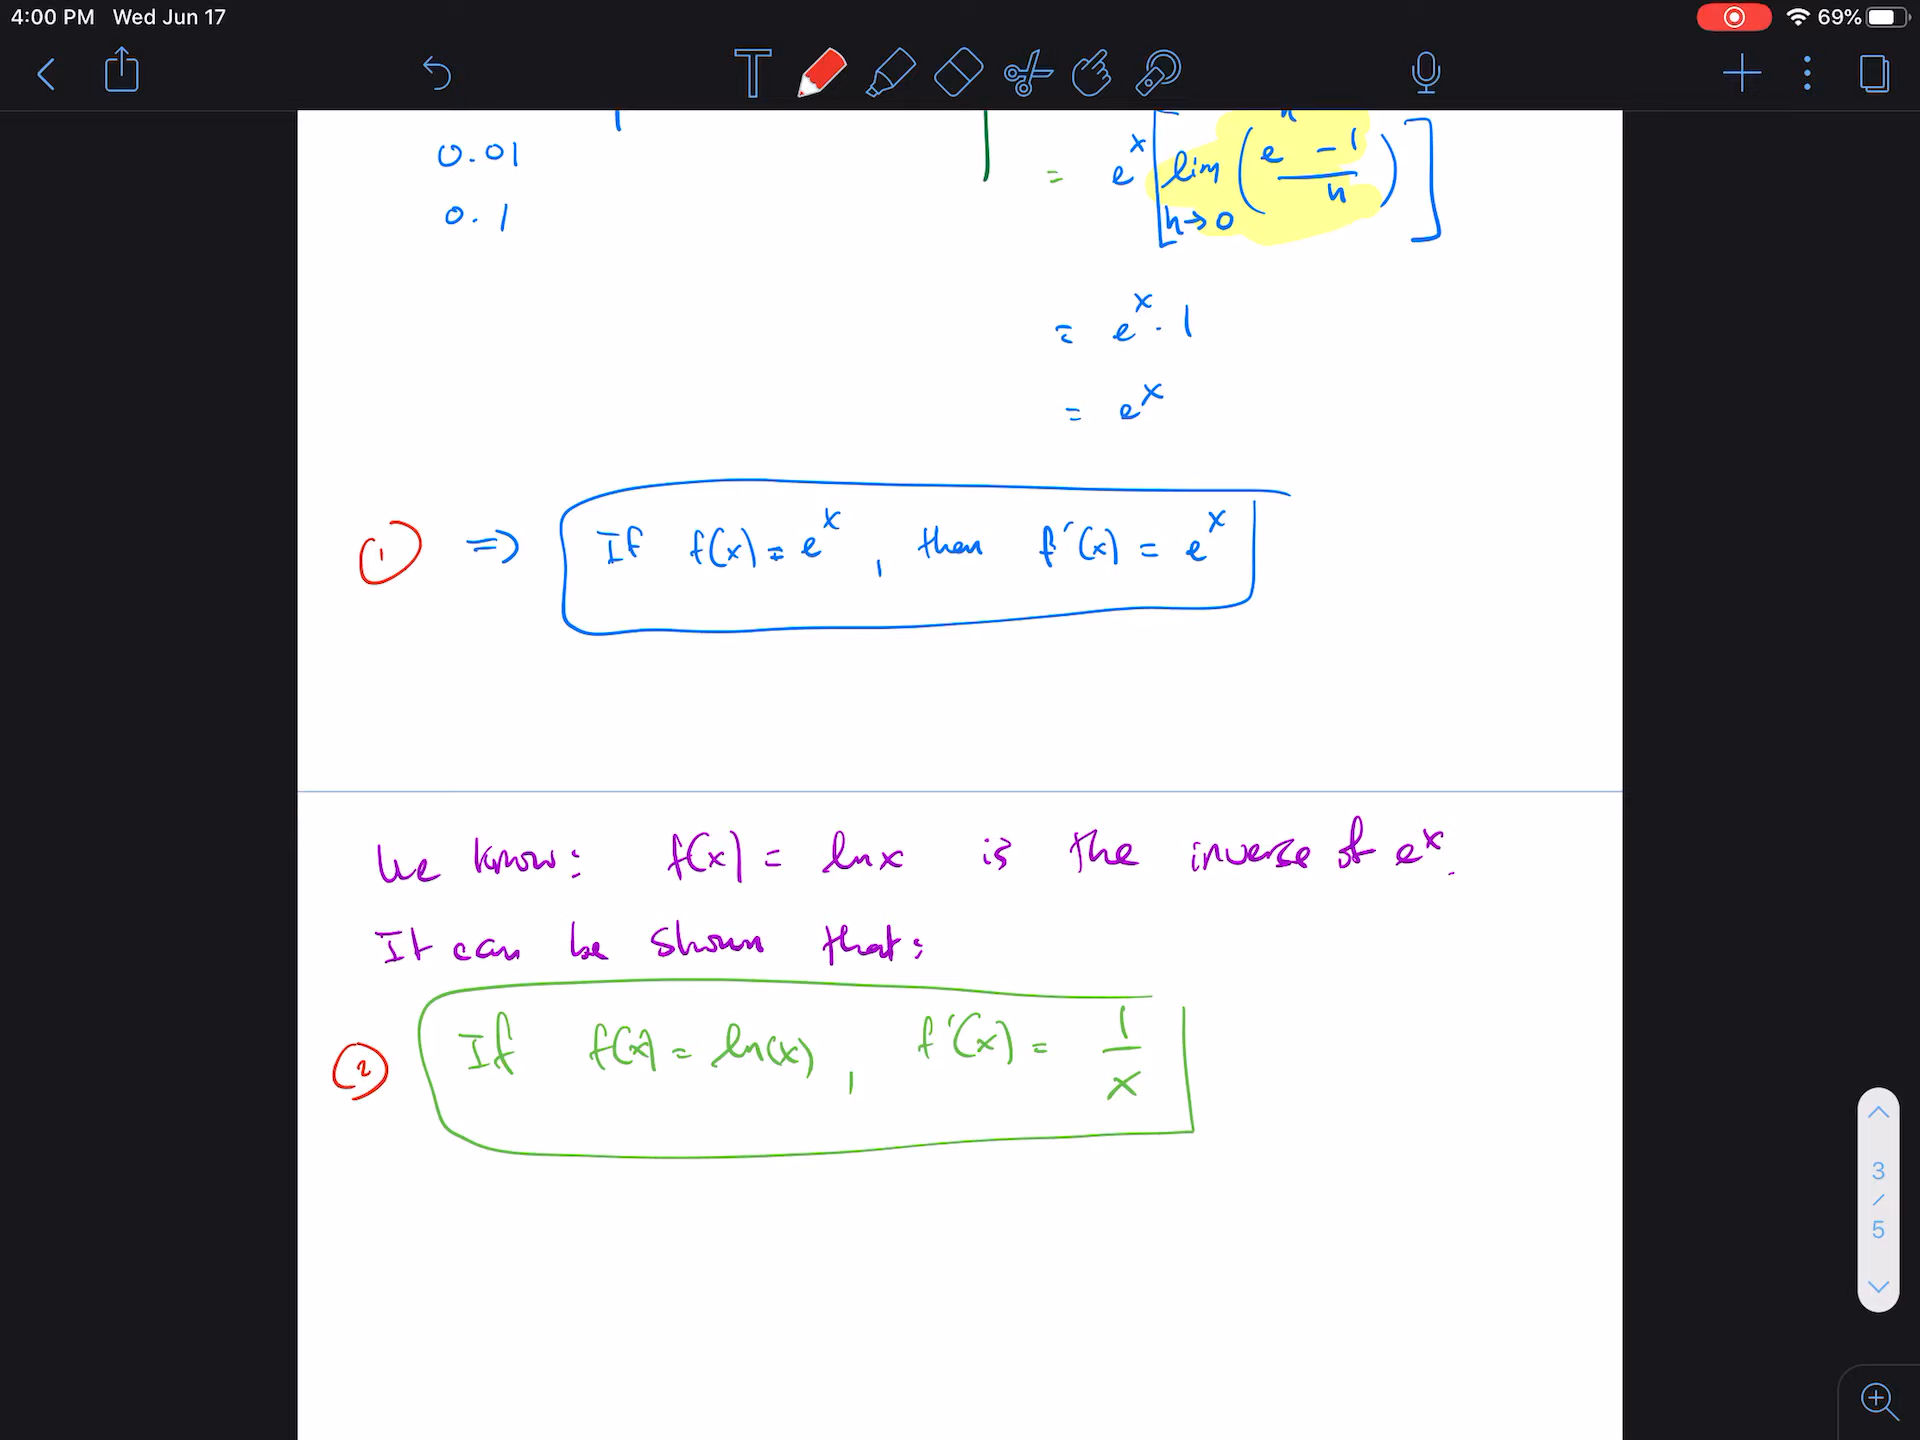 4:00 PM Wed Jun 17
69%
T
0.01
0.1
= e^x [ lim h→0 ( e^h - 1 / h ) ]
= e^x · 1
= e^x
① ⇒ If f(x) = e^x, then f'(x) = e^x
We know: f(x) = ln x is the inverse of e^x.
It can be shown that:
② If f(x) = ln(x), f'(x) = 1/x
3
/
5